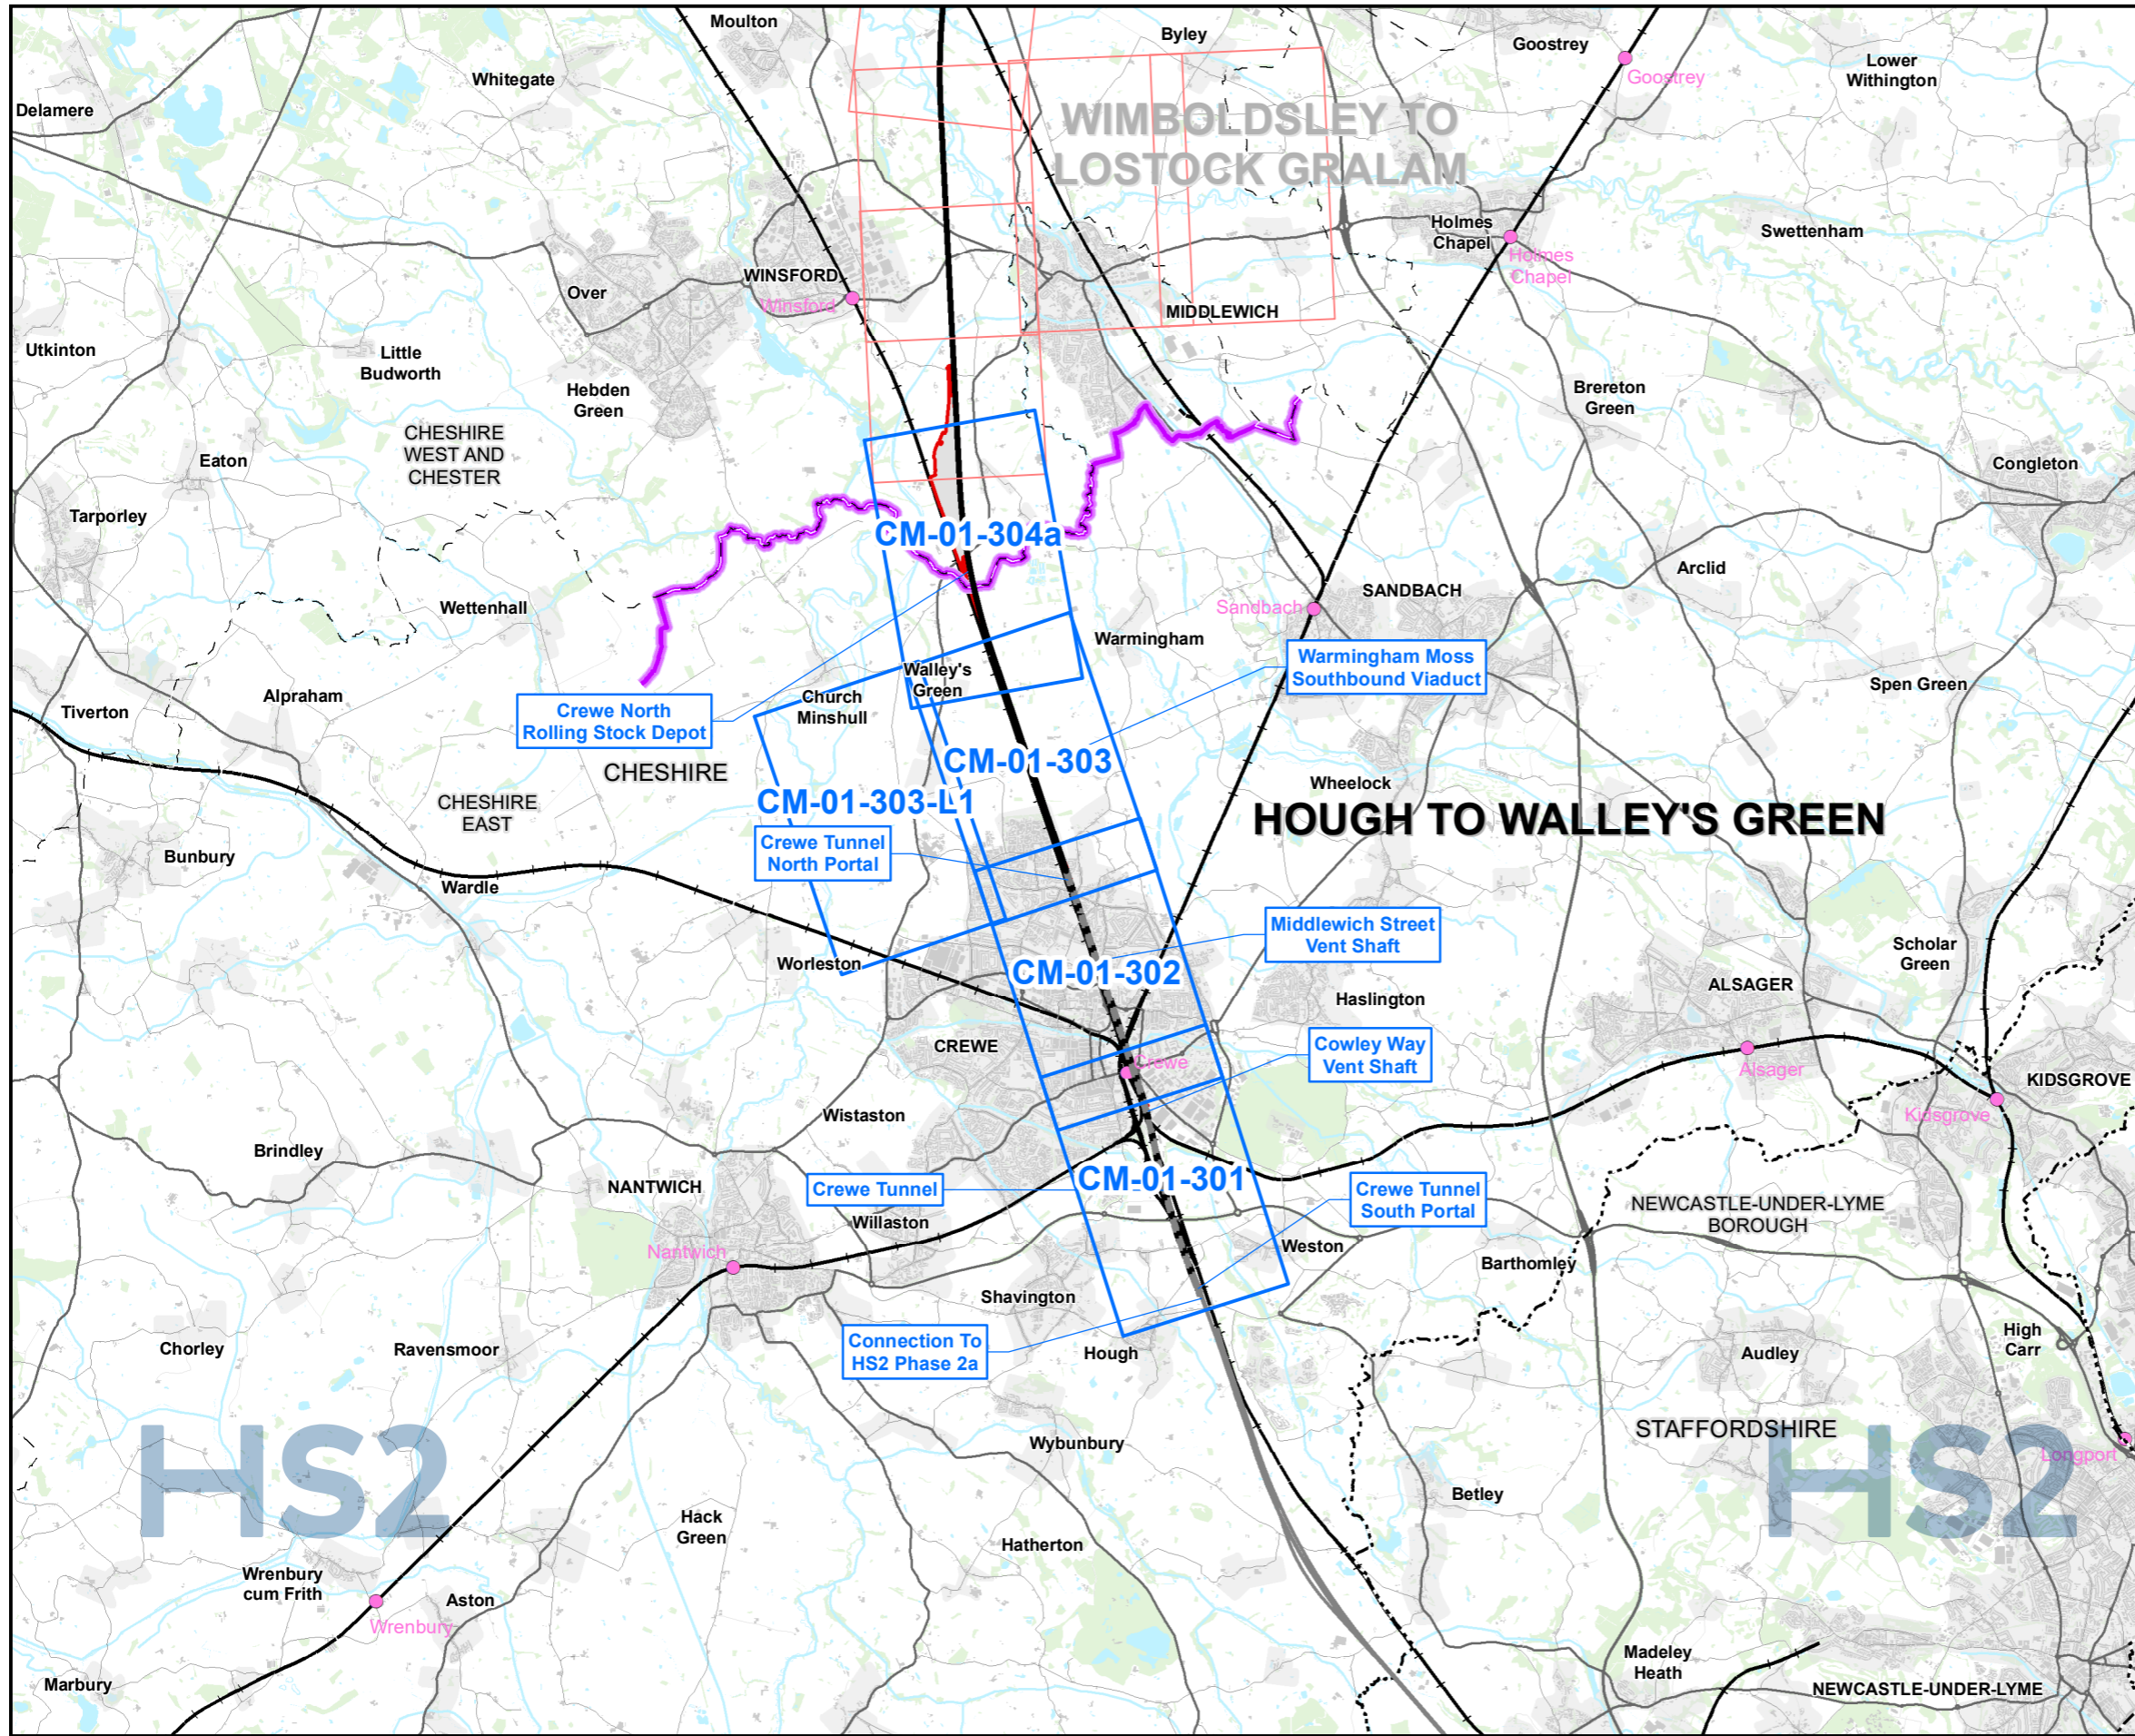 Moulton
Byley
Goostrey
Goostrey
Lower
Withington
Whitegate
Delamere
WIMBOLDSLEY TO
LOSTOCK GRALAM
Holmes
Chapel
Holmes
Chapel
Swettenham
WINSFORD
Winsford
Over
MIDDLEWICH
Utkinton
Little
Budworth
Hebden
Green
Brereton
Green
CHESHIRE
WEST AND
CHESTER
Eaton
Congleton
Tarporley
CM-01-304a
Arclid
SANDBACH
Sandbach
Wettenhall
Warmingham
Warmingham Moss
Southbound Viaduct
Walley's
Green
Church
Minshull
Spen Green
Alpraham
Tiverton
Crewe North
Rolling Stock Depot
CHESHIRE
CM-01-303
Wheelock
CM-01-303-L1
CHESHIRE
EAST
HOUGH TO WALLEY'S GREEN
Crewe Tunnel
North Portal
Bunbury
Wardle
Middlewich Street
Vent Shaft
Scholar
Green
Worleston
CM-01-302
ALSAGER
Haslington
CREWE
Crewe
Cowley Way
Vent Shaft
Alsager
KIDSGROVE
Kidsgrove
Wistaston
Brindley
NANTWICH
Crewe Tunnel
CM-01-301
Crewe Tunnel
South Portal
NEWCASTLE-UNDER-LYME
BOROUGH
Willaston
Nantwich
Weston
Barthomley
Shavington
Connection To
HS2 Phase 2a
Hough
Chorley
Ravensmoor
Audley
High
Carr
STAFFORDSHIRE
Wybunbury
Longport
HS2
HS2
Betley
Hack
Green
Hatherton
Wrenbury
cum Frith
Aston
Wrenbury
Marbury
Madeley
Heath
NEWCASTLE-UNDER-LYME